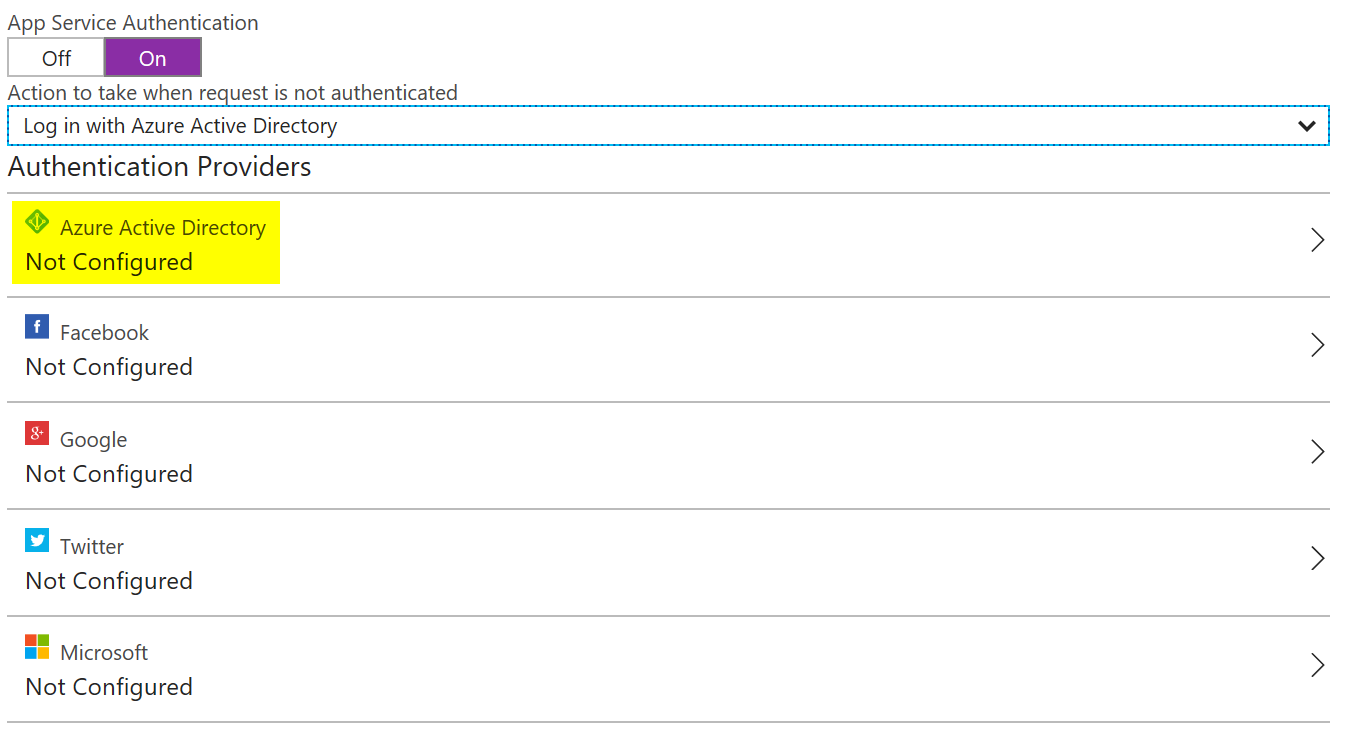 App Service Authentication
Off On
Action to take when request is not authenticated
Log in with Azure Active Directory
Authentication Providers
Azure Active Directory
Not Configured
f Facebook
Not Configured
g+ Google
Not Configured
Twitter
Not Configured
Microsoft
Not Configured